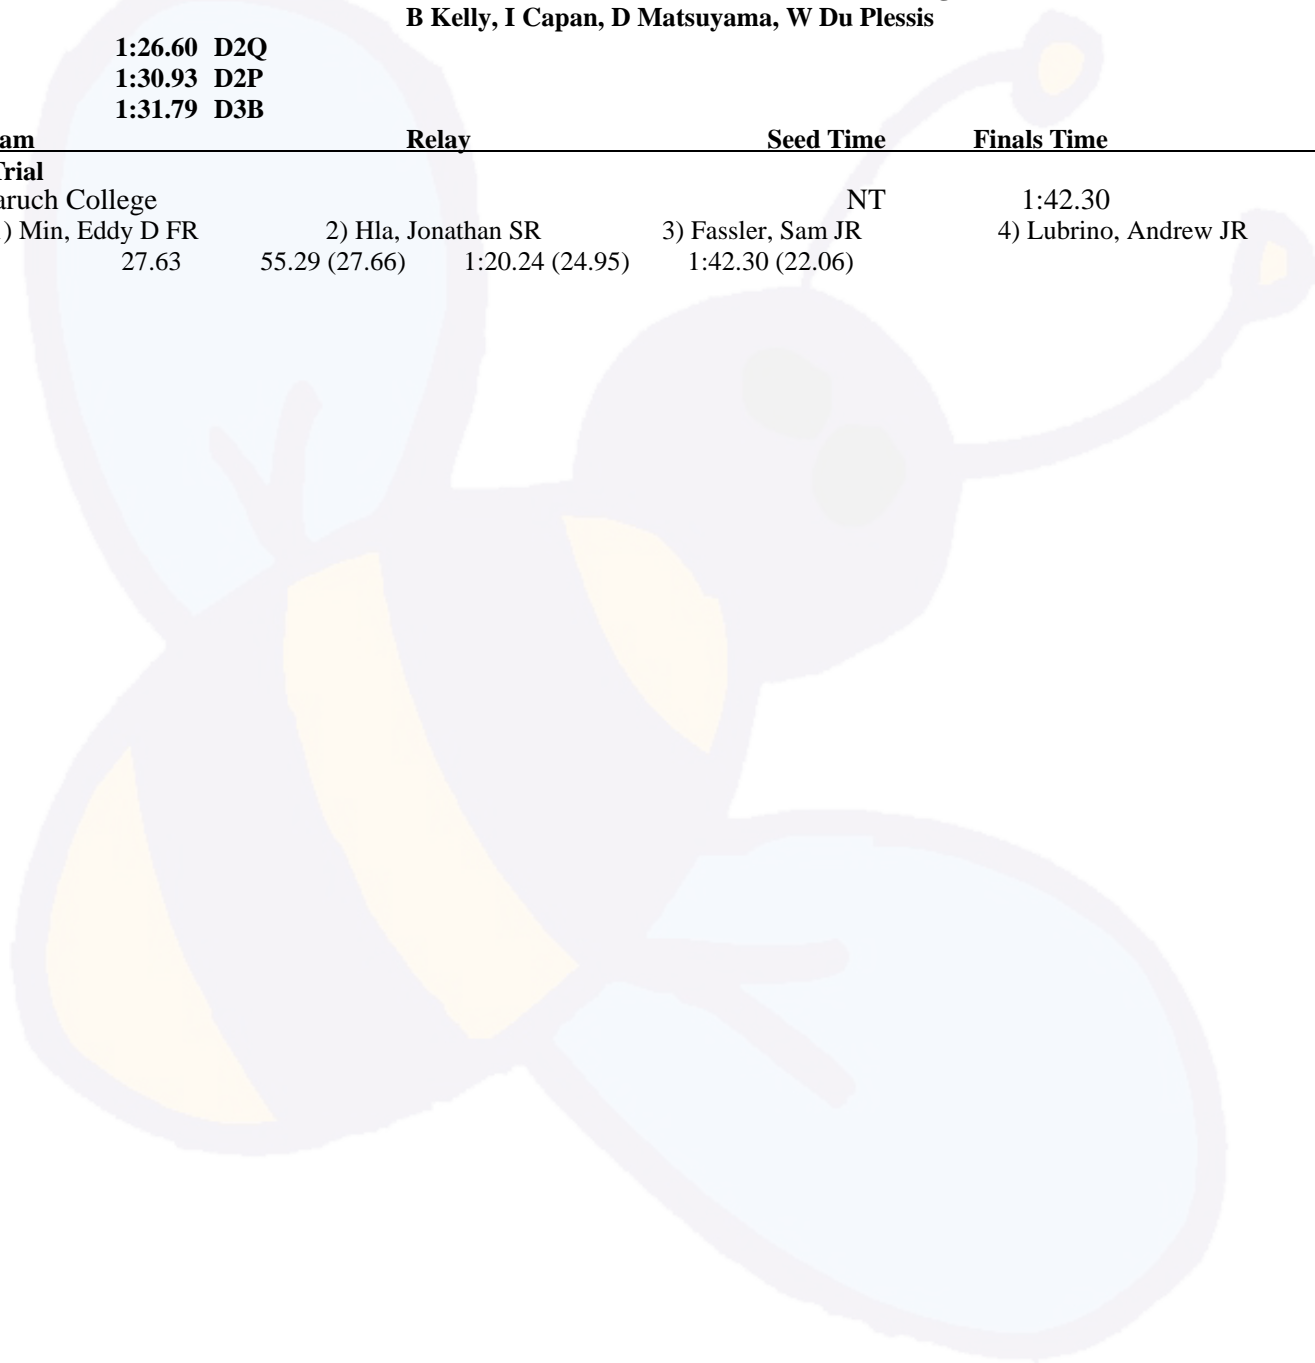 B Kelly, I Capan, D Matsuyama, W Du Plessis
1:26.60 D2Q
1:30.93 D2P
1:31.79 D3B
am Relay Seed Time Finals Time
Trial
aruch College NT 1:42.30
) Min, Eddy D FR 2) Hla, Jonathan SR 3) Fassler, Sam JR 4) Lubrino, Andrew JR
27.63 55.29 (27.66) 1:20.24 (24.95) 1:42.30 (22.06)